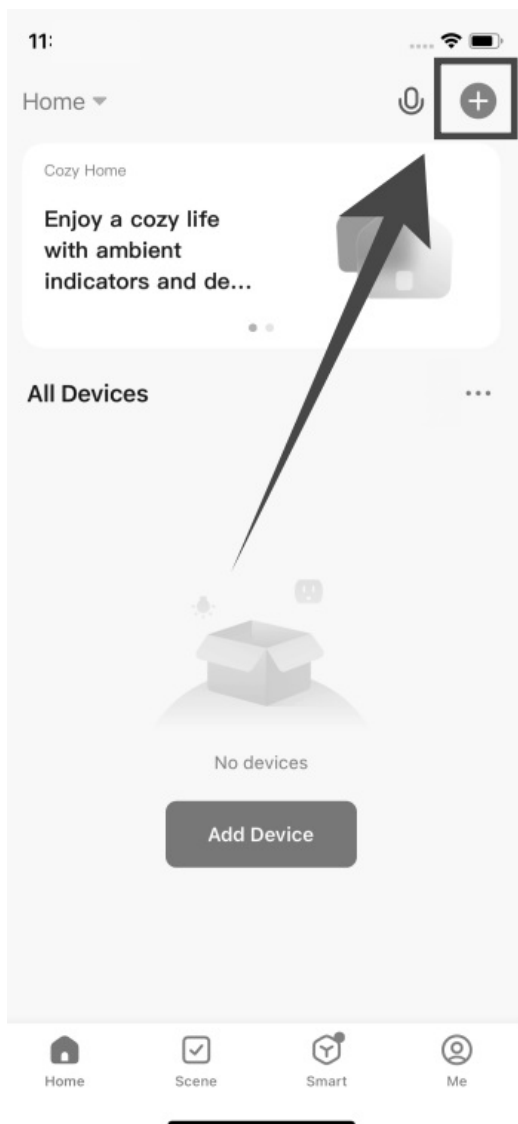 11:
Home
Cozy Home
Enjoy a cozy life
with ambient
indicators and de...
All Devices
No devices
Add Device
Home Scene Smart Me